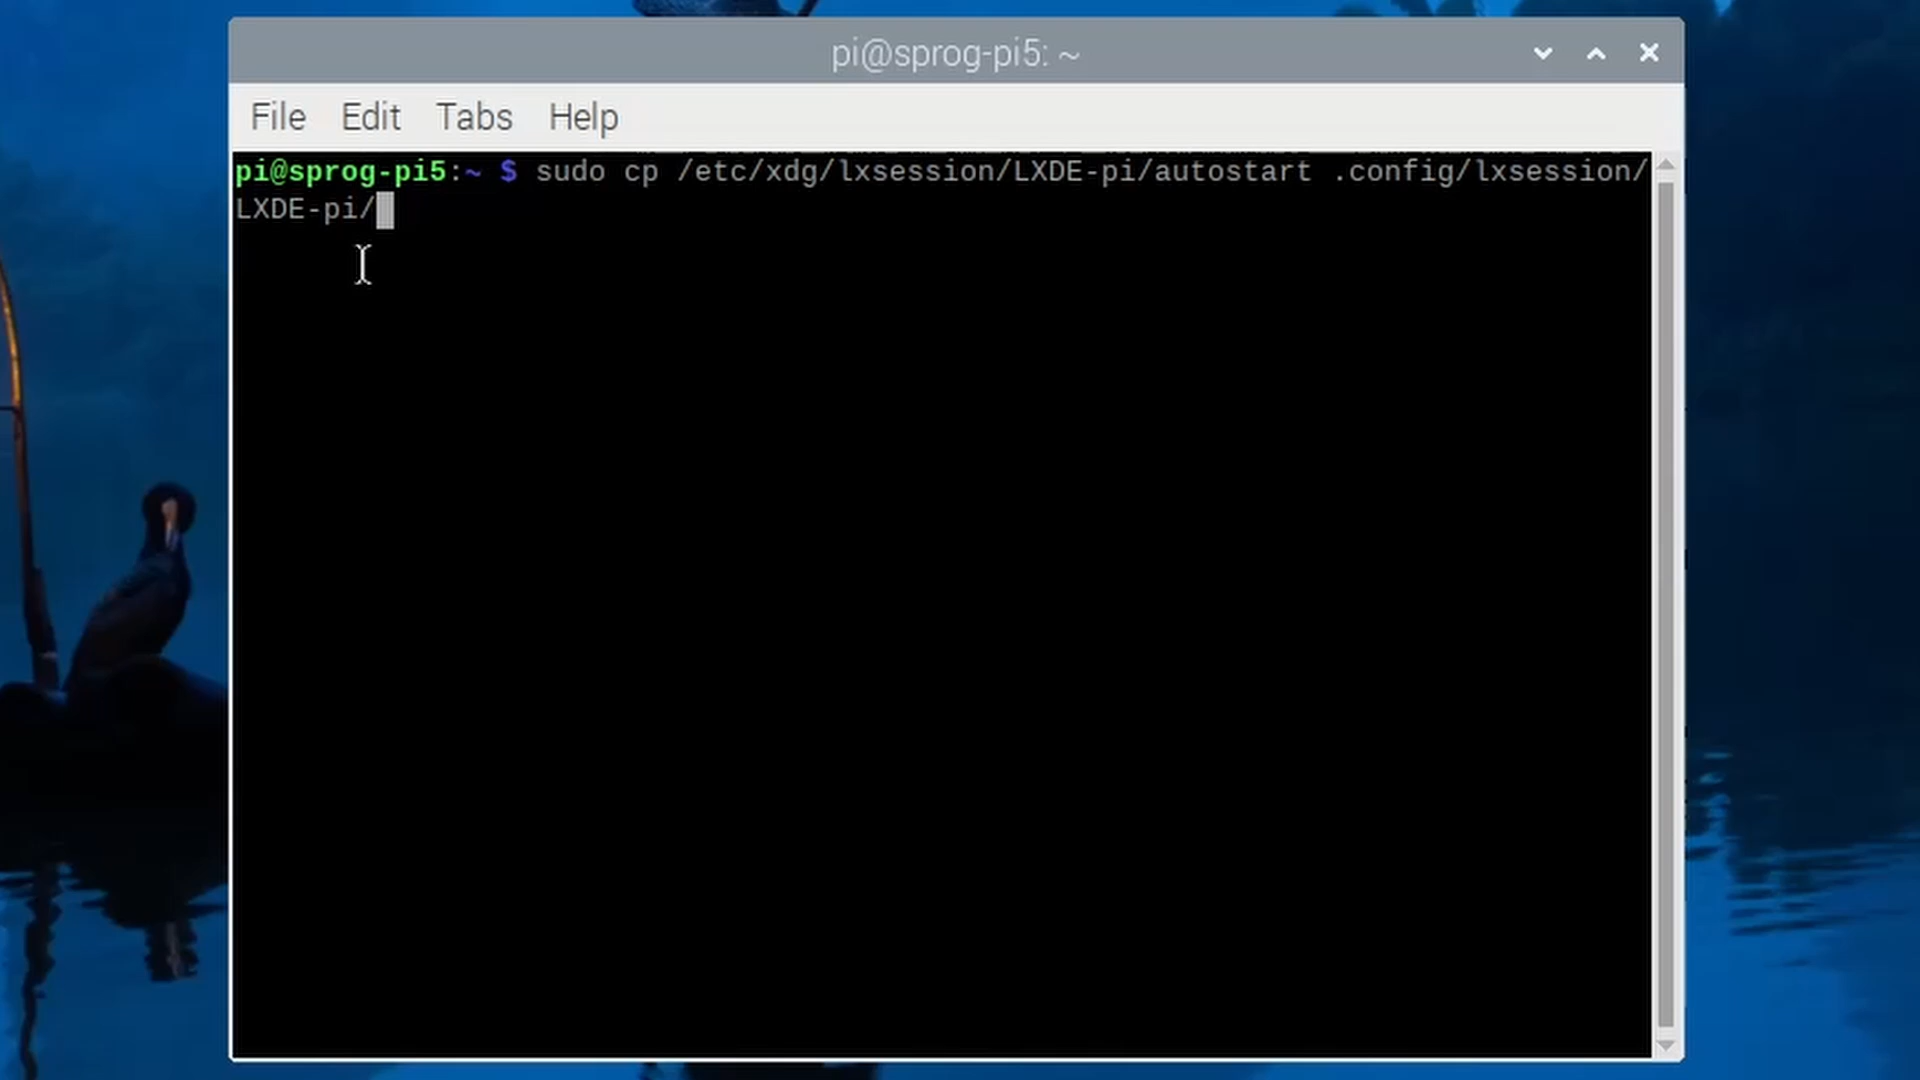 pi@sprog-pi5: ~
File Edit Tabs Help
pi@sprog-pi5:~ $ sudo cp /etc/xdg/lxsession/LXDE-pi/autostart .config/lxsession/
LXDE-pi/